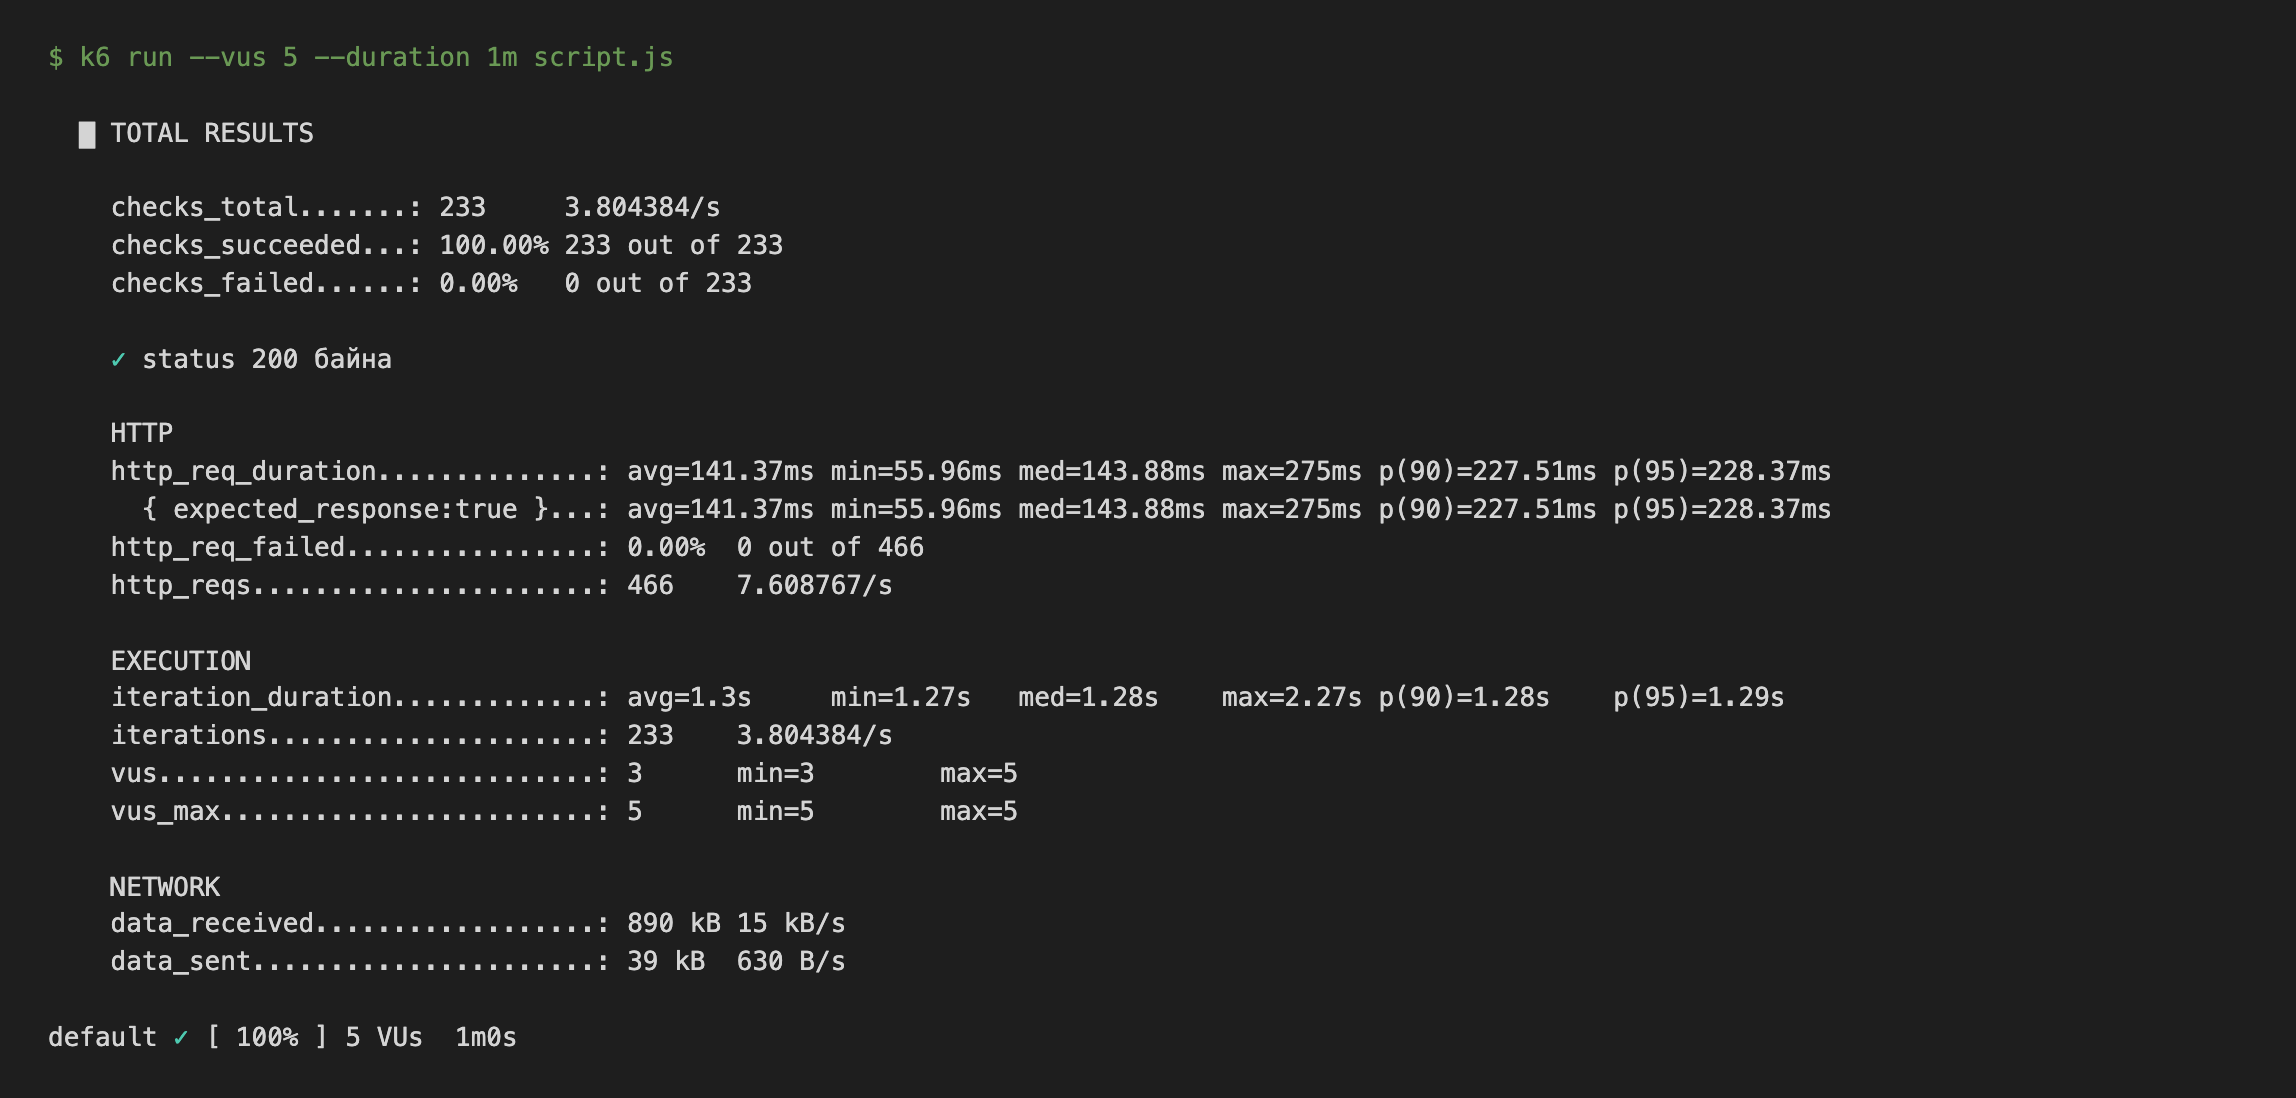 $ k6 run --vus 5 --duration 1m script.js
█ TOTAL RESULTS
checks_total.......: 233     3.804384/s
checks_succeeded...: 100.00% 233 out of 233
checks_failed......: 0.00%   0 out of 233
✓ status 200 байна
HTTP
http_req_duration..............: avg=141.37ms min=55.96ms med=143.88ms max=275ms p(90)=227.51ms p(95)=228.37ms
{ expected_response:true }...: avg=141.37ms min=55.96ms med=143.88ms max=275ms p(90)=227.51ms p(95)=228.37ms
http_req_failed................: 0.00%  0 out of 466
http_reqs......................: 466    7.608767/s
EXECUTION
iteration_duration.............: avg=1.3s     min=1.27s   med=1.28s    max=2.27s p(90)=1.28s    p(95)=1.29s
iterations.....................: 233    3.804384/s
vus............................: 3      min=3        max=5
vus_max........................: 5      min=5        max=5
NETWORK
data_received..................: 890 kB 15 kB/s
data_sent......................: 39 kB  630 B/s
default ✓ [ 100% ] 5 VUs  1m0s